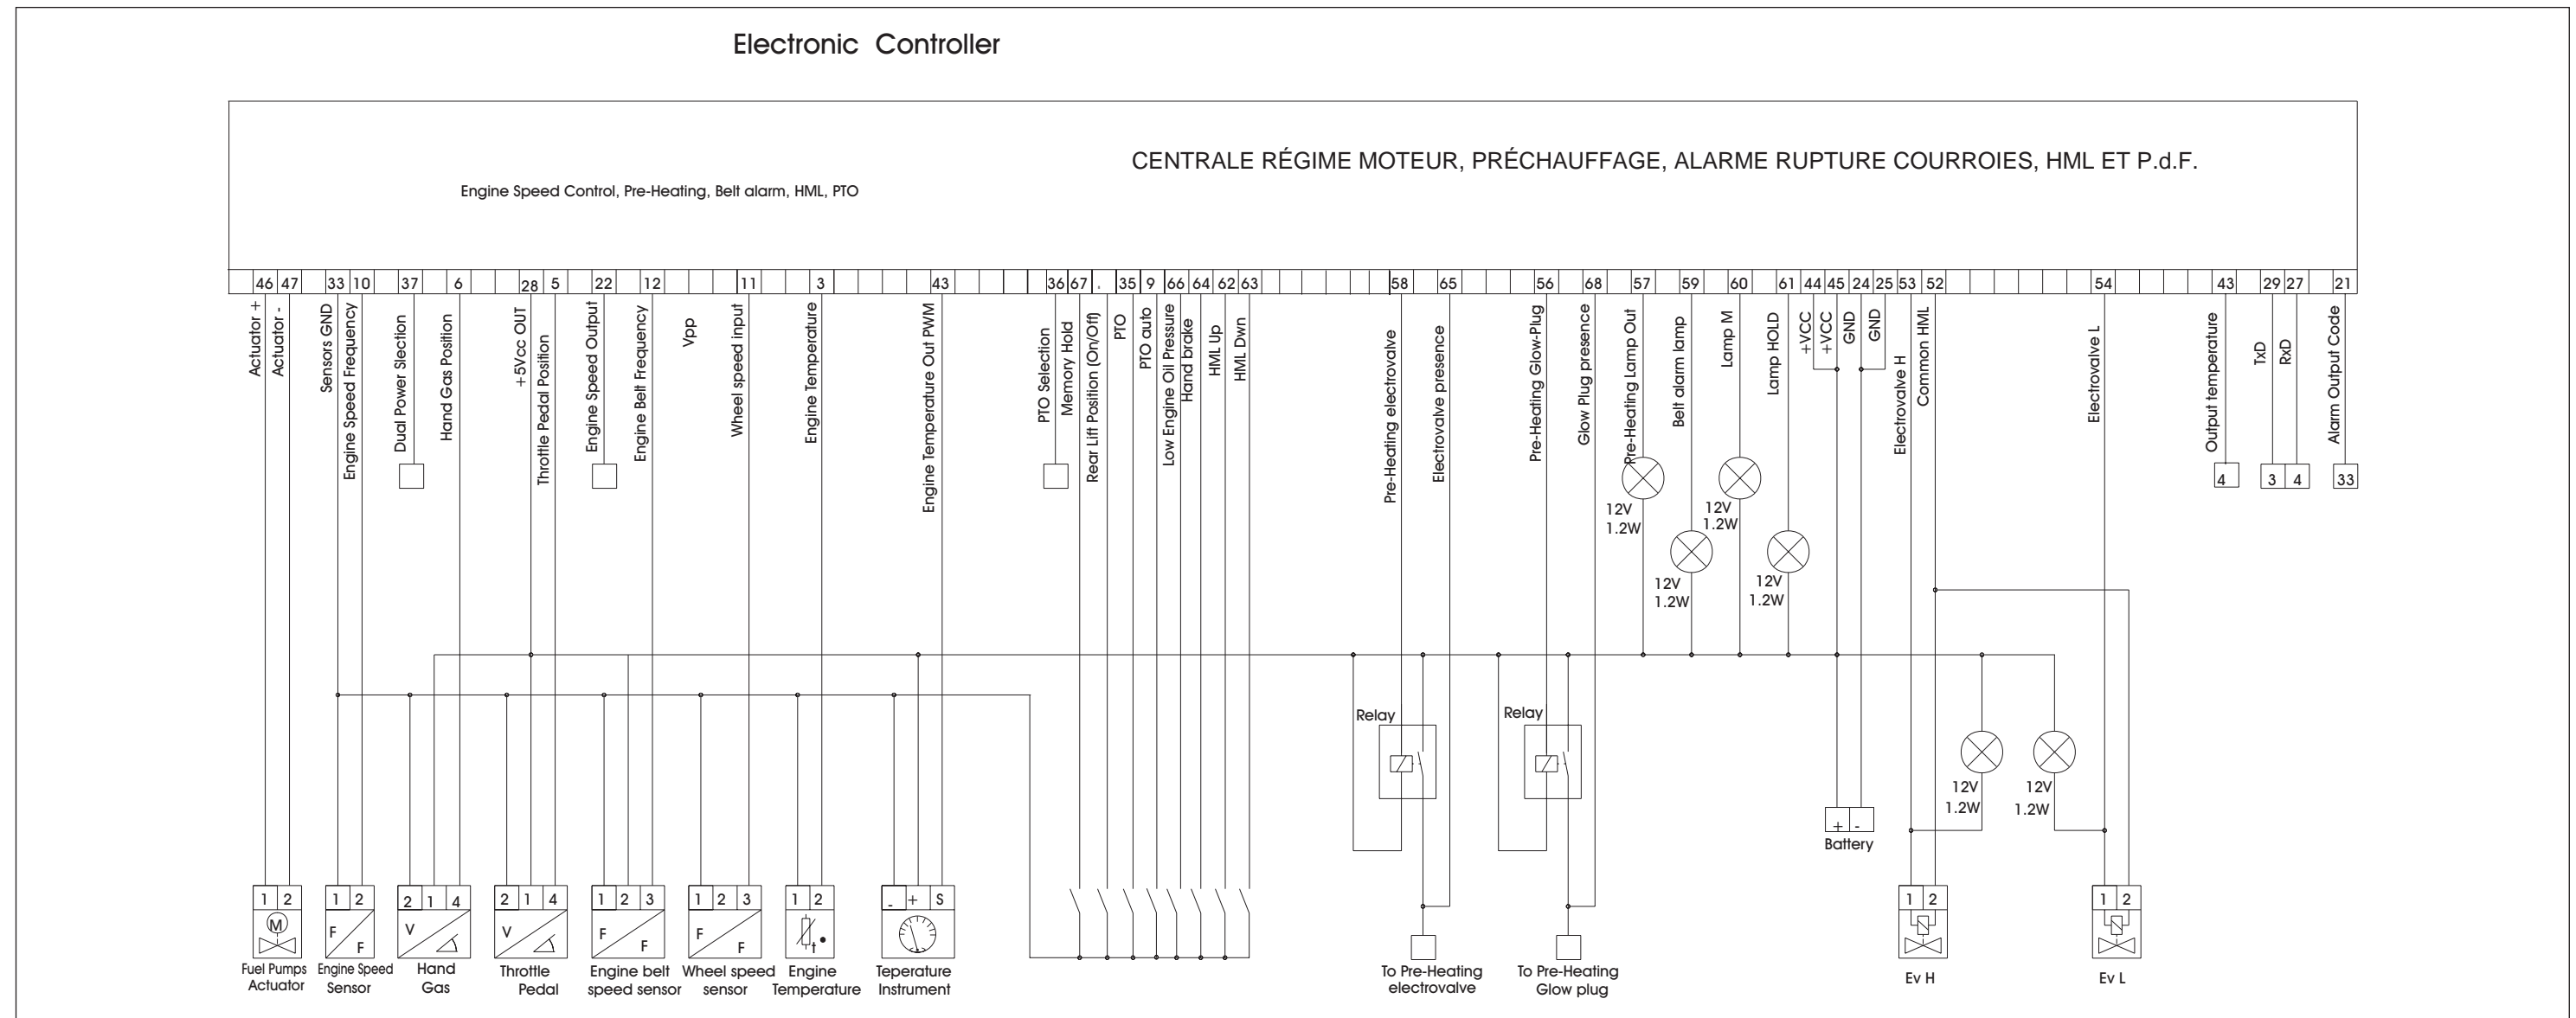 Electronic Controller
CENTRALE RÉGIME MOTEUR, PRÉCHAUFFAGE, ALARME RUPTURE COURROIES, HML ET P.d.F.
Engine Speed Control, Pre-Heating, Belt alarm, HML, PTO
46 47 33 10 37 6 28 5 22 12 11 3 43 36 67 . 35 9 66 64 62 63 58 65 56 68 57 59 60 61 44 45 24 25 53 52 54 43 29 27 21
Actuator +
Actuator -
Sensors GND
Engine Speed Frequency
Dual Power Slection
Hand Gas Position
+5Vcc OUT
Throttle Pedal Position
Engine Speed Output
Engine Belt Frequency
Vpp
Wheel speed input
Engine Temperature
Engine Temperature Out PWM
PTO Selection
Memory Hold
Rear Lift Position (On/Off)
PTO
PTO auto
Low Engine Oil Pressure
Hand brake
HML Up
HML Dwn
Pre-Heating electrovalve
Electrovalve presence
Pre-Heating Glow-Plug
Glow Plug presence
Pre-Heating Lamp Out
Belt alarm lamp
Lamp M
Lamp HOLD
+VCC
+VCC
GND
GND
Electrovalve H
Common HML
Electrovalve L
Output temperature
TxD
RxD
Alarm Output Code
4 3 4 33
12V
1.2W
12V
1.2W
12V
1.2W
12V
1.2W
Relay
Relay
12V
1.2W
12V
1.2W
+ -
Battery
1 2
M
Fuel Pumps
Actuator
1 2
F
F
Engine Speed
Sensor
2 1 4
V
Hand
Gas
2 1 4
V
Throttle
Pedal
1 2 3
F
F
Engine belt
speed sensor
1 2 3
F
F
Wheel speed
sensor
1 2
t
Engine
Temperature
- + S
Teperature
Instrument
To Pre-Heating
electrovalve
To Pre-Heating
Glow plug
1 2
Ev H
1 2
Ev L